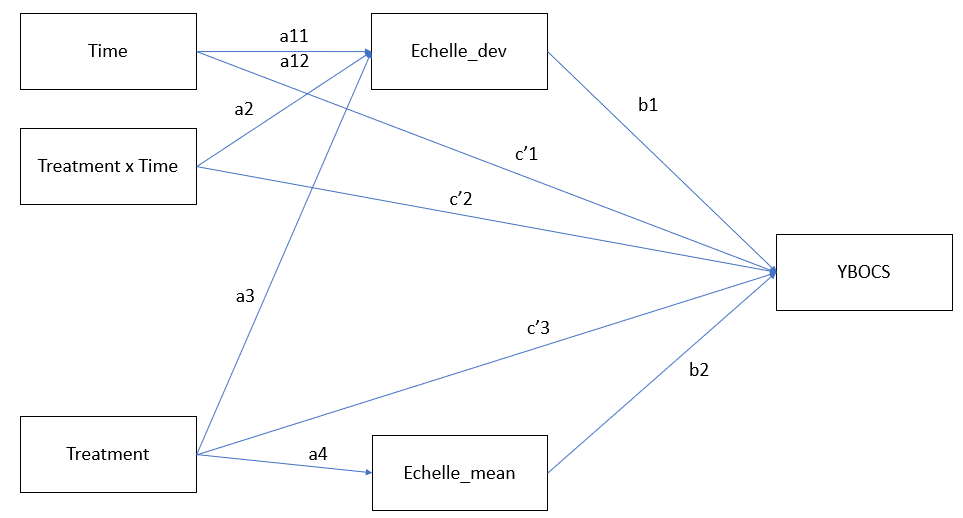 Time
a11
a12
Echelle_dev
a2
b1
Treatment x Time
c’1
c’2
YBOCS
a3
c’3
b2
Treatment
a4
Echelle_mean